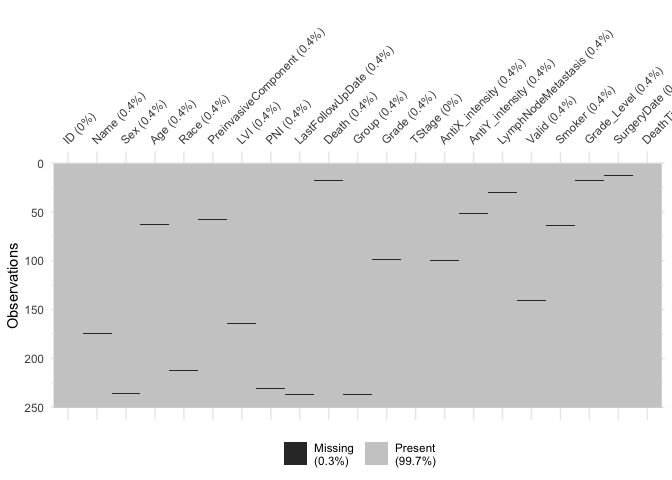 ID (0%)
Name (0.4%)
Sex (0.4%)
Age (0.4%)
Race (0.4%)
PreinvasiveComponent (0.4%)
LVI (0.4%)
PNI (0.4%)
LastFollowUpDate (0.4%)
Death (0.4%)
Group (0.4%)
Grade (0.4%)
TStage (0%)
AntiX_intensity (0.4%)
AntiY_intensity (0.4%)
LymphNodeMetastasis (0.4%)
Valid (0.4%)
Smoker (0.4%)
Grade_Level (0.4%)
SurgeryDate (0
DeathTi
0
50
100
150
200
250
Observations
Missing
(0.3%)
Present
(99.7%)